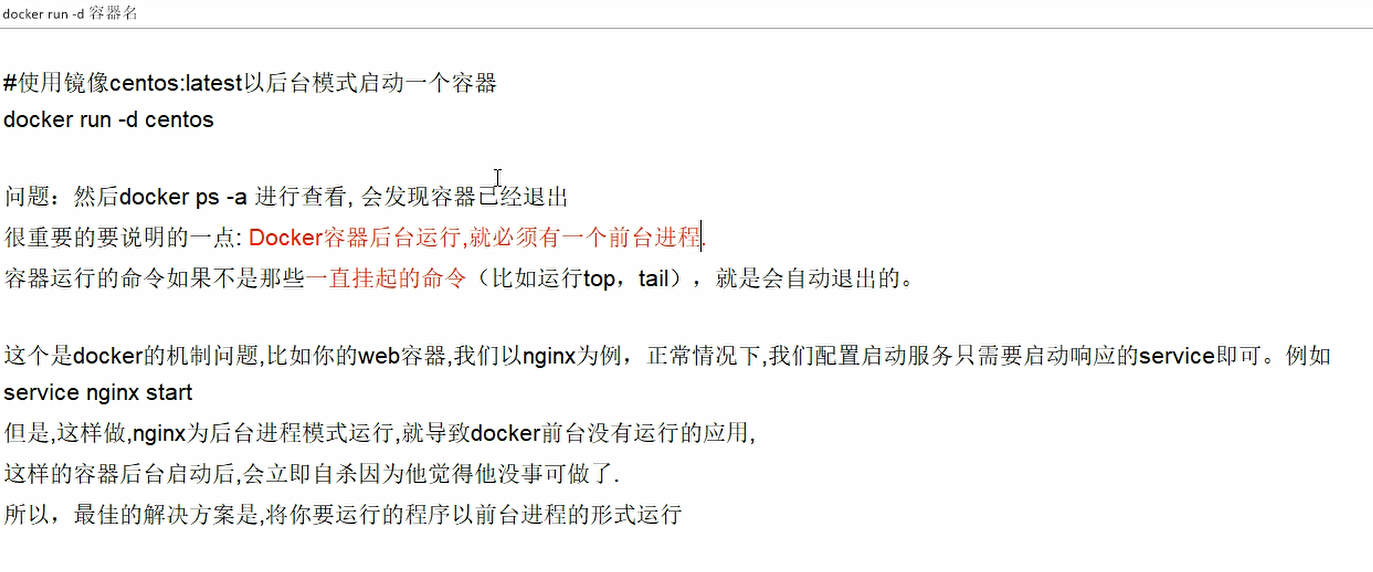 docker run -d 容器名
#使用镜像centos:latest以后台模式启动一个容器
docker run -d centos
问题：然后docker ps -a 进行查看, 会发现容器已经退出
很重要的要说明的一点: Docker容器后台运行,就必须有一个前台进程.
容器运行的命令如果不是那些一直挂起的命令（比如运行top，tail），就是会自动退出的。
这个是docker的机制问题,比如你的web容器,我们以nginx为例，正常情况下,我们配置启动服务只需要启动响应的service即可。例如
service nginx start
但是,这样做,nginx为后台进程模式运行,就导致docker前台没有运行的应用,
这样的容器后台启动后,会立即自杀因为他觉得他没事可做了.
所以，最佳的解决方案是,将你要运行的程序以前台进程的形式运行